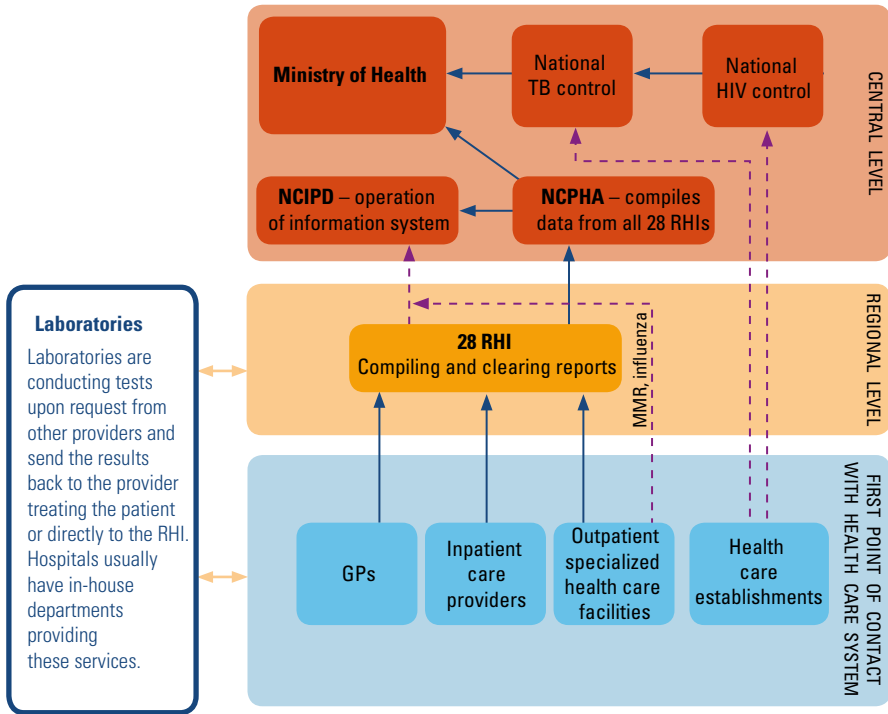 Ministry of Health
National
TB control
National
HIV control
CENTRAL LEVEL
NCIPD – operation
of information system
NCPHA – compiles
data from all 28 RHIs
Laboratories
Laboratories are
conducting tests
upon request from
other providers and
send the results
back to the provider
treating the patient
or directly to the RHI.
Hospitals usually
have in-house
departments
providing
these services.
28 RHI
Compiling and clearing reports
MMR, influenza
REGIONAL LEVEL
GPs
Inpatient
care
providers
Outpatient
specialized
health care
facilities
Health
care
establishments
FIRST POINT OF CONTACT
WITH HEALTH CARE SYSTEM